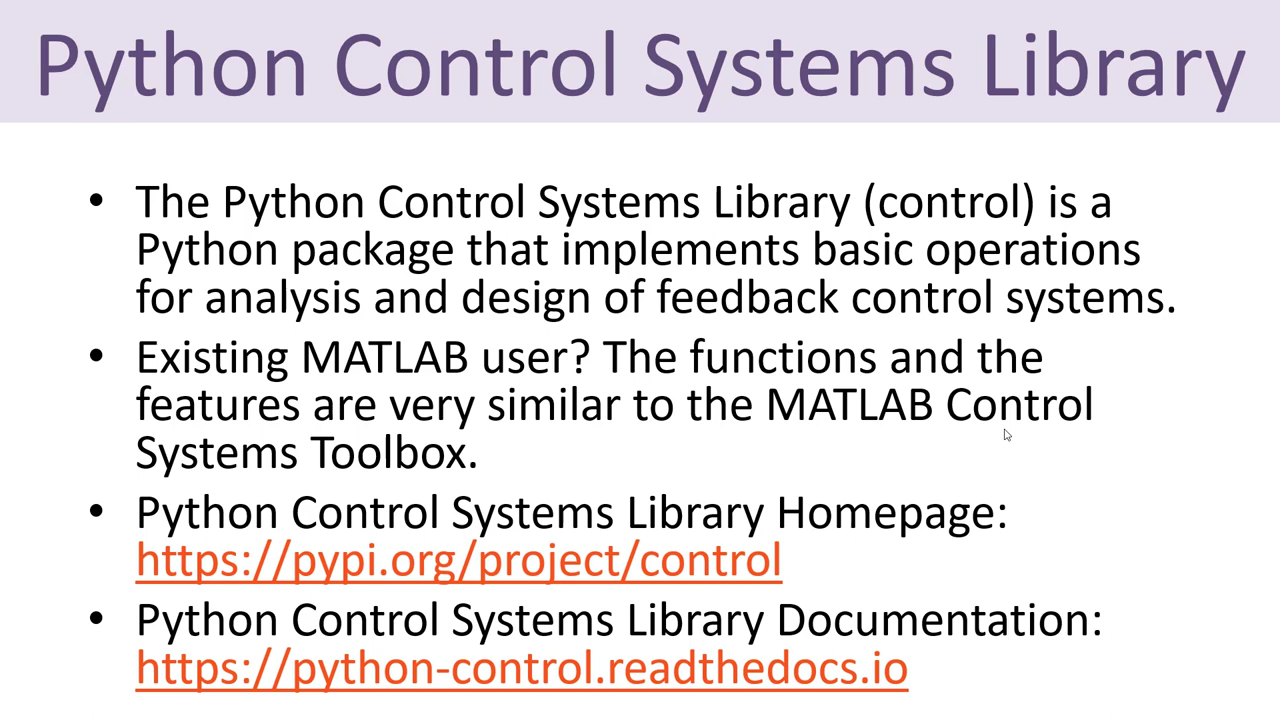 Python Control Systems Library
• The Python Control Systems Library (control) is a
Python package that implements basic operations
for analysis and design of feedback control systems.
• Existing MATLAB user? The functions and the
features are very similar to the MATLAB Control
Systems Toolbox.
• Python Control Systems Library Homepage:
https://pypi.org/project/control
• Python Control Systems Library Documentation:
https://python-control.readthedocs.io